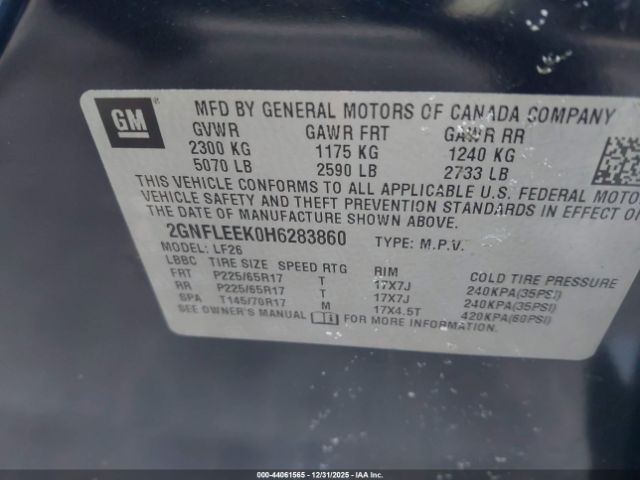 GM
MFD BY GENERAL MOTORS OF CANADA COMPANY
GVWR GAWR FRT GAWR RR
2300 KG 1175 KG 1240 KG
5070 LB 2590 LB 2733 LB
THIS VEHICLE CONFORMS TO ALL APPLICABLE U.S. FEDERAL MOTOR
VEHICLE SAFETY AND THEFT PREVENTION STANDARDS IN EFFECT ON
THE DATE OF MANUFACTURE SHOWN ABOVE.
2GNFLEEK0H6283860 TYPE: M.P.V.
MODEL: LF26
LBBC TIRE SIZE SPEED RTG RIM COLD TIRE PRESSURE
FRT P225/65R17 T 17X7J 240KPA(35PSI)
RR P225/65R17 T 17X7J 240KPA(35PSI)
SPA T145/70R17 M 17X4.5T 420KPA(60PSI)
SEE OWNER'S MANUAL FOR MORE INFORMATION.
000-44061565 - 12/31/2025 - IAA Inc.